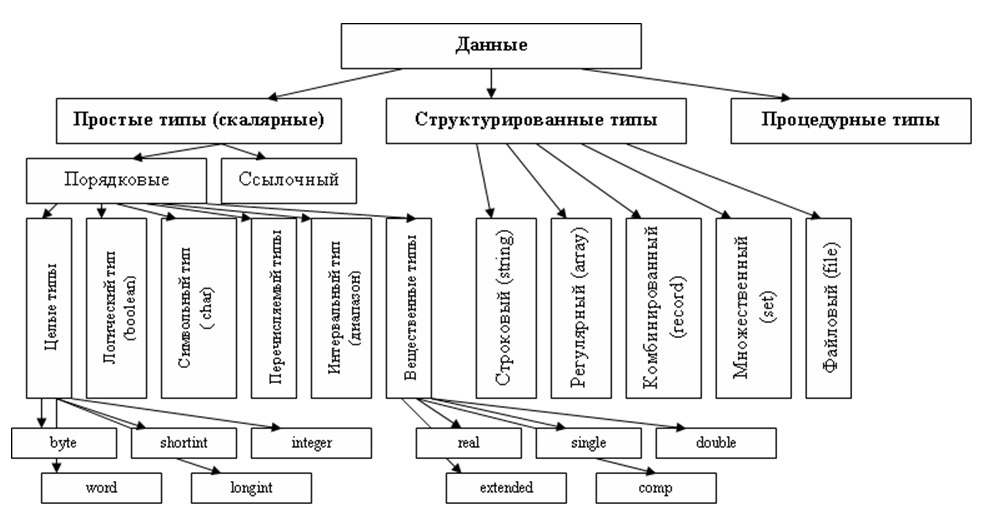 Данные
Простые типы (скалярные)
Структурированные типы
Процедурные типы
Порядковые
Ссылочный
Целые типы
Логический тип
(boolean)
Символьный тип
( char)
Перечисляемый тип
Интервальный тип
(диапазон)
Вещественные типы
Строковый (string)
Регулярный (array)
Комбинированный
(record)
Множественный
(set)
Файловый (file)
byte
shortint
integer
real
single
double
word
longint
extended
comp